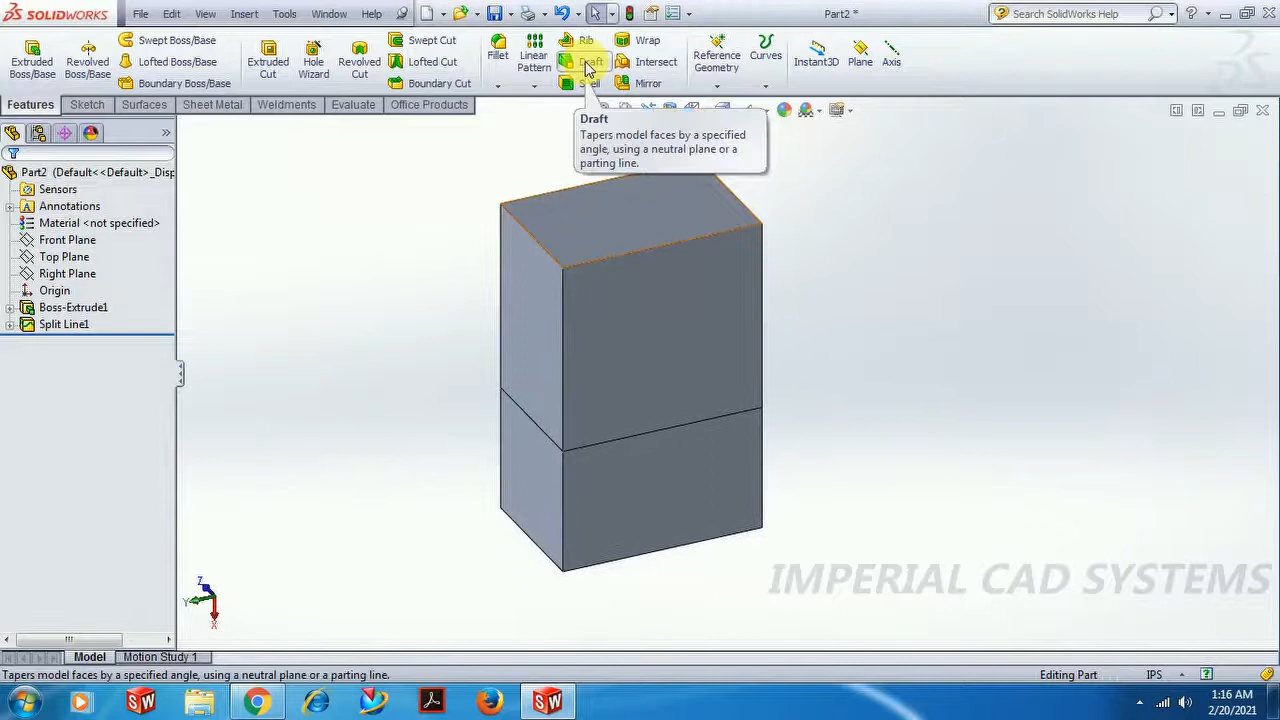 SOLIDWORKS File Edit View Insert Tools Window Help Part2 * Search SolidWorks Help
Extruded Boss/Base
Revolved Boss/Base
Swept Boss/Base
Lofted Boss/Base
Boundary Boss/Base
Extruded Cut
Hole Wizard
Revolved Cut
Swept Cut
Lofted Cut
Boundary Cut
Fillet
Linear Pattern
Rib
Draft
Shell
Wrap
Intersect
Mirror
Reference Geometry
Curves
Instant3D
Plane
Axis
Features Sketch Surfaces Sheet Metal Weldments Evaluate Office Products
Draft
Tapers model faces by a specified
angle, using a neutral plane or a
parting line.
Part2 (Default<<Default>_Disp
Sensors
Annotations
Material <not specified>
Front Plane
Top Plane
Right Plane
Origin
Boss-Extrude1
Split Line1
Z
Y
X
IMPERIAL CAD SYSTEMS
Model Motion Study 1
Tapers model faces by a specified angle, using a neutral plane or a parting line. Editing Part IPS
1:16 AM
2/20/2021